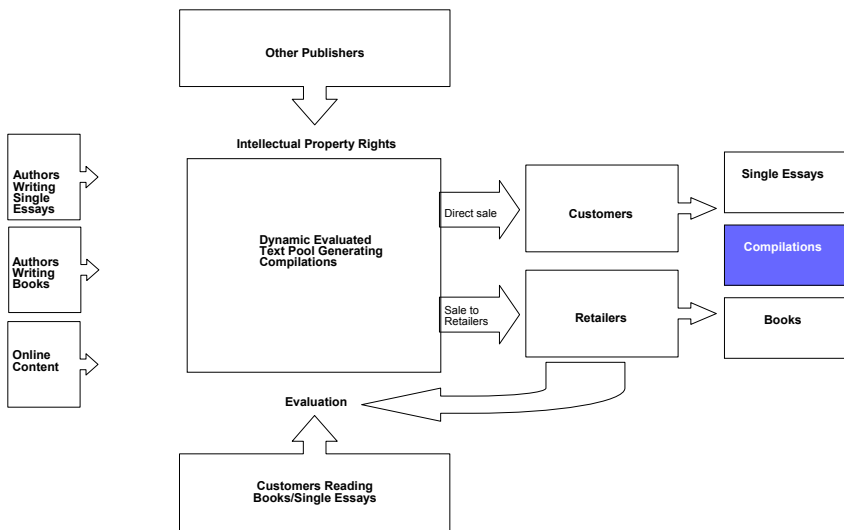 Other Publishers
Intellectual Property Rights
Authors
Writing
Single
Essays
Authors
Writing
Books
Online
Content
Dynamic Evaluated
Text Pool Generating
Compilations
Direct sale
Sale to
Retailers
Customers
Retailers
Single Essays
Compilations
Books
Evaluation
Customers Reading
Books/Single Essays